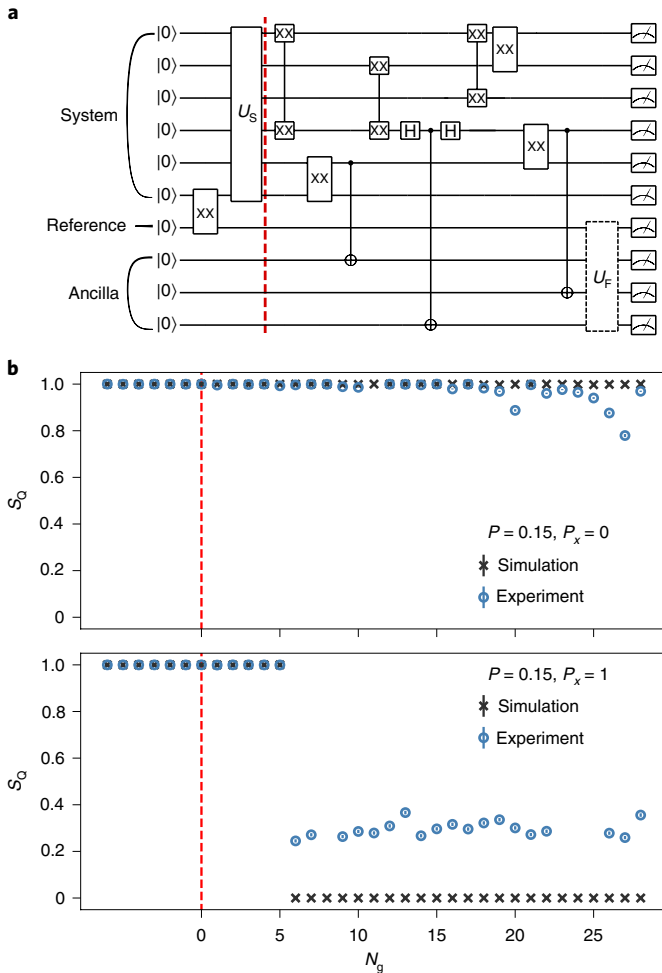 a
System
Reference
Ancilla
|0⟩
|0⟩
|0⟩
|0⟩
|0⟩
|0⟩
|0⟩
|0⟩
|0⟩
|0⟩
U_S
XX
XX
XX
XX
XX
XX
XX
XX
XX
XX
H
H
U_F
b
1.0
0.8
0.6
0.4
0.2
0
S_Q
P = 0.15, P_x = 0
Simulation
Experiment
1.0
0.8
0.6
0.4
0.2
0
S_Q
P = 0.15, P_x = 1
Simulation
Experiment
0 5 10 15 20 25
N_g